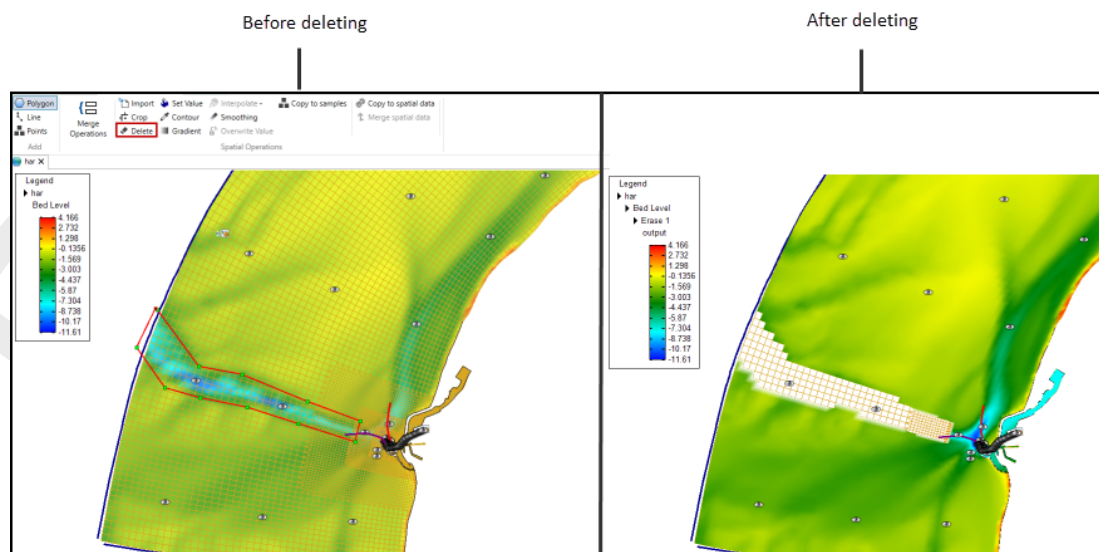 Before deleting
After deleting
Polygon
Line
Points
Add
Merge
Operations
Import
Set Value
Interpolate
Copy to samples
Copy to spatial data
Crop
Contour
Smoothing
Merge spatial data
Delete
Gradient
Overwrite Value
Spatial Operations
har X
Legend
har
Bed Level
4.166
2.732
1.298
-0.1356
-1.569
-3.003
-4.437
-5.87
-7.304
-8.738
-10.17
-11.61
Legend
har
Bed Level
Erase 1
output
4.166
2.732
1.298
-0.1356
-1.569
-3.003
-4.437
-5.87
-7.304
-8.738
-10.17
-11.61